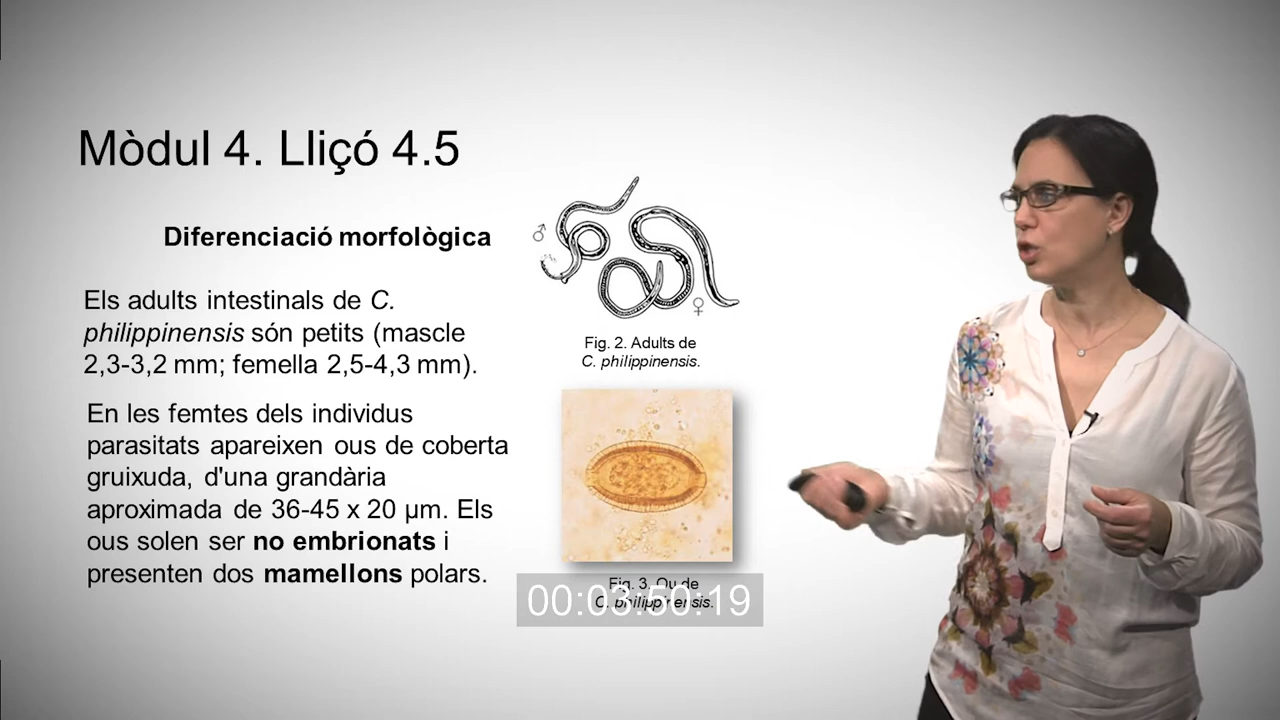 Mòdul 4. Lliçó 4.5
Diferenciació morfològica
Els adults intestinals de C.
philippinensis són petits (mascle
2,3-3,2 mm; femella 2,5-4,3 mm).
En les femtes dels individus
parasitats apareixen ous de coberta
gruixuda, d'una grandària
aproximada de 36-45 x 20 μm. Els
ous solen ser no embrionats i
presenten dos mamellons polars.
♂
♀
Fig. 2. Adults de
C. philippinensis.
Fig. 3. Ou de
C. philippinensis.
00:03:50:19